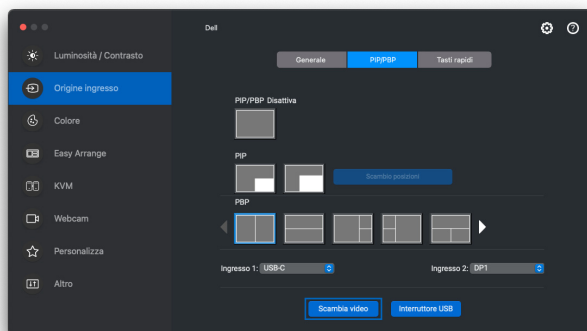 Dell
Luminosità / Contrasto
Origine ingresso
Colore
Easy Arrange
KVM
Webcam
Personalizza
Altro
Generale
PIP/PBP
Tasti rapidi
PIP/PBP Disattiva
PIP
Scambio posizioni
PBP
Ingresso 1: USB-C
Ingresso 2: DP1
Scambia video
Interruttore USB